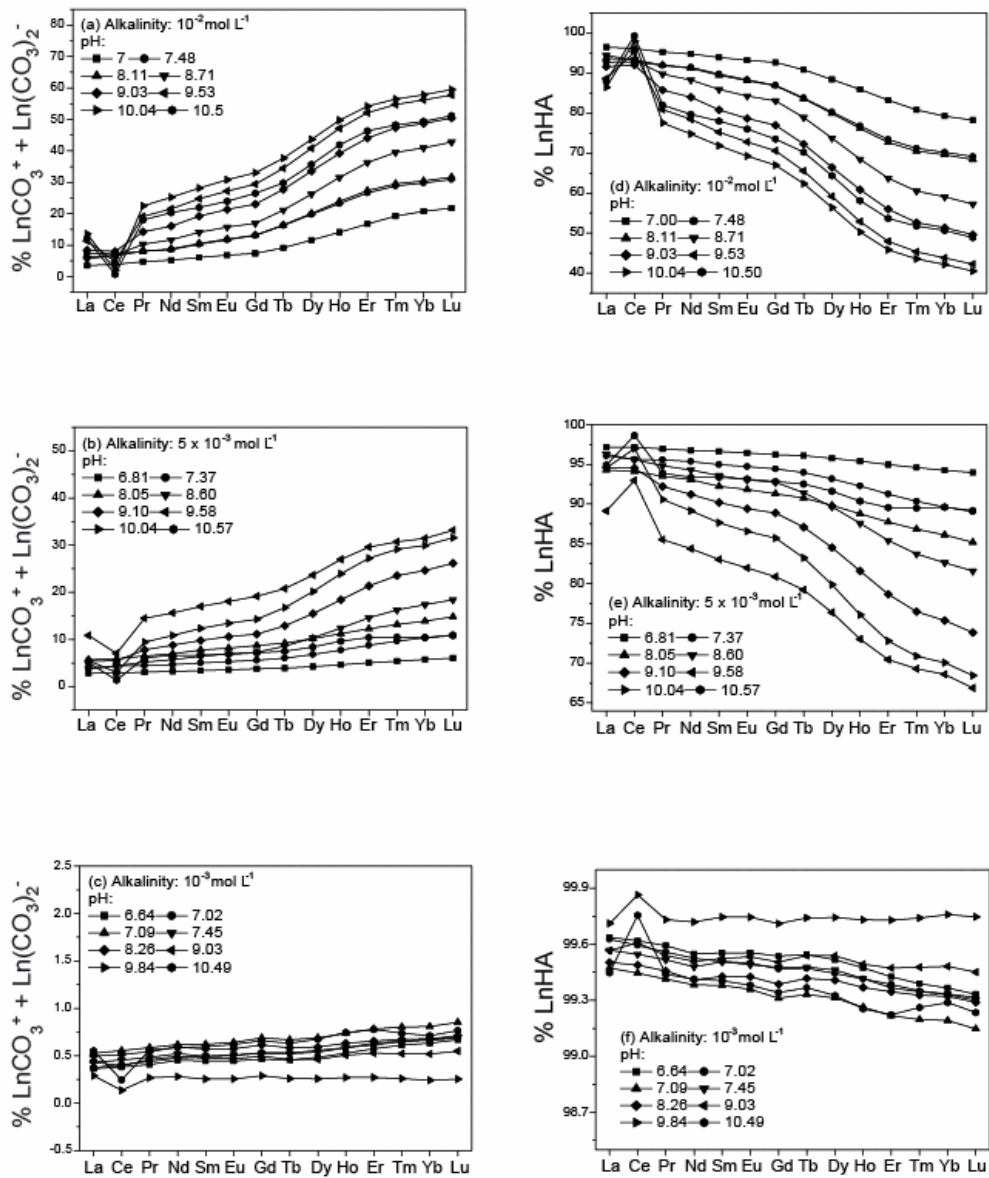 (a) Alkalinity: 10⁻² mol L⁻¹
pH:
7 7.48
8.11 8.71
9.03 9.53
10.04 10.5
% LnCO₃⁺ + Ln(CO₃)₂⁻
80
70
60
50
40
30
20
10
0
La Ce Pr Nd Sm Eu Gd Tb Dy Ho Er Tm Yb Lu
% LnHA
100
90
80
70
60
50
40
(d) Alkalinity: 10⁻² mol L⁻¹
pH:
7.00 7.48
8.11 8.71
9.03 9.53
10.04 10.50
La Ce Pr Nd Sm Eu Gd Tb Dy Ho Er Tm Yb Lu
(b) Alkalinity: 5 x 10⁻³ mol L⁻¹
pH:
6.81 7.37
8.05 8.60
9.10 9.58
10.04 10.57
% LnCO₃⁺ + Ln(CO₃)₂⁻
50
40
30
20
10
0
La Ce Pr Nd Sm Eu Gd Tb Dy Ho Er Tm Yb Lu
% LnHA
100
95
90
85
80
75
70
65
(e) Alkalinity: 5 x 10⁻³ mol L⁻¹
pH:
6.81 7.37
8.05 8.60
9.10 9.58
10.04 10.57
La Ce Pr Nd Sm Eu Gd Tb Dy Ho Er Tm Yb Lu
(c) Alkalinity: 10⁻³ mol L⁻¹
pH:
6.64 7.02
7.09 7.45
8.26 9.03
9.84 10.49
% LnCO₃⁺ + Ln(CO₃)₂⁻
2.5
2.0
1.5
1.0
0.5
0.0
-0.5
La Ce Pr Nd Sm Eu Gd Tb Dy Ho Er Tm Yb Lu
% LnHA
99.9
99.6
99.3
99.0
98.7
(f) Alkalinity: 10⁻³ mol L⁻¹
pH:
6.64 7.02
7.09 7.45
8.26 9.03
9.84 10.49
La Ce Pr Nd Sm Eu Gd Tb Dy Ho Er Tm Yb Lu